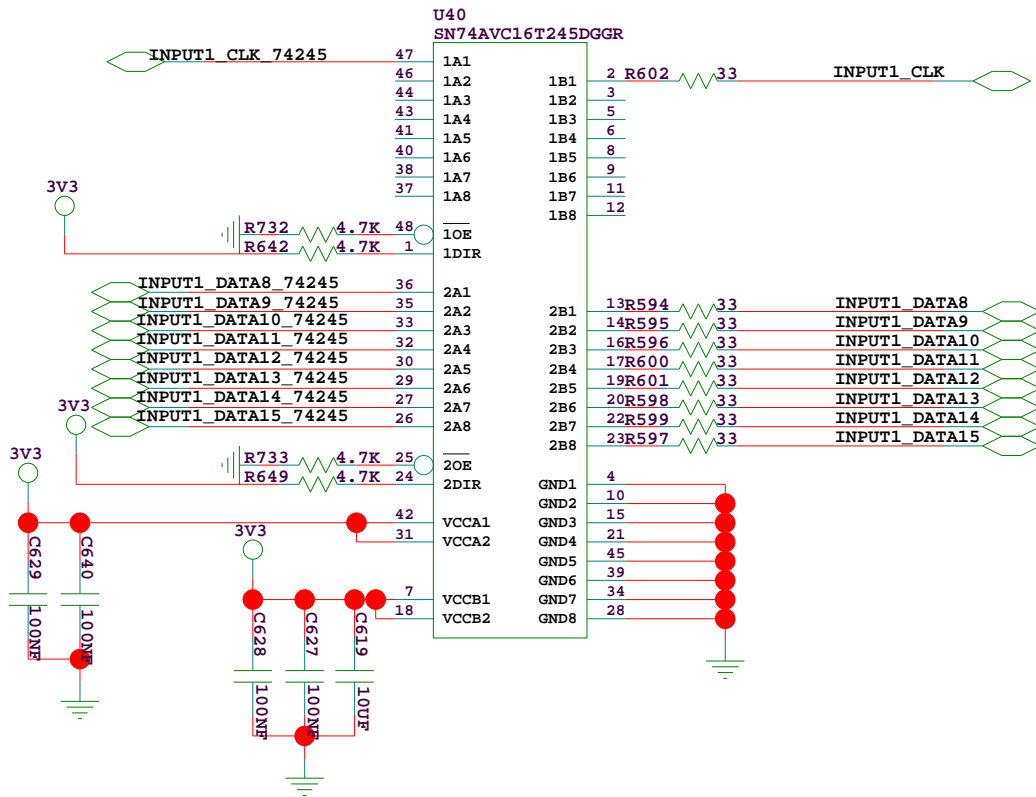 U40
SN74AVC16T245DGGR
INPUT1_CLK_74245 47 1A1
46 1A2 1B1 2 R602 33 INPUT1_CLK
44 1A3 1B2 3
43 1A4 1B3 5
41 1A5 1B4 6
40 1A6 1B5 8
38 1A7 1B6 9
37 1A8 1B7 11
1B8 12
3V3
R732 4.7K 48 1OE
R642 4.7K 1 1DIR
INPUT1_DATA8_74245 36 2A1
INPUT1_DATA9_74245 35 2A2 2B1 13 R594 33 INPUT1_DATA8
INPUT1_DATA10_74245 33 2A3 2B2 14 R595 33 INPUT1_DATA9
INPUT1_DATA11_74245 32 2A4 2B3 16 R596 33 INPUT1_DATA10
INPUT1_DATA12_74245 30 2A5 2B4 17 R600 33 INPUT1_DATA11
INPUT1_DATA13_74245 29 2A6 2B5 19 R601 33 INPUT1_DATA12
INPUT1_DATA14_74245 27 2A7 2B6 20 R598 33 INPUT1_DATA13
3V3 INPUT1_DATA15_74245 26 2A8 2B7 22 R599 33 INPUT1_DATA14
2B8 23 R597 33 INPUT1_DATA15
3V3
R733 4.7K 25 2OE
R649 4.7K 24 2DIR GND1 4
GND2 10
42 VCCA1 GND3 15
31 VCCA2 GND4 21
GND5 45
GND6 39
7 VCCB1 GND7 34
18 VCCB2 GND8 28
3V3
C629 100NF
C640 100NF
C628 100NF
C627 100NF
C619 10UF